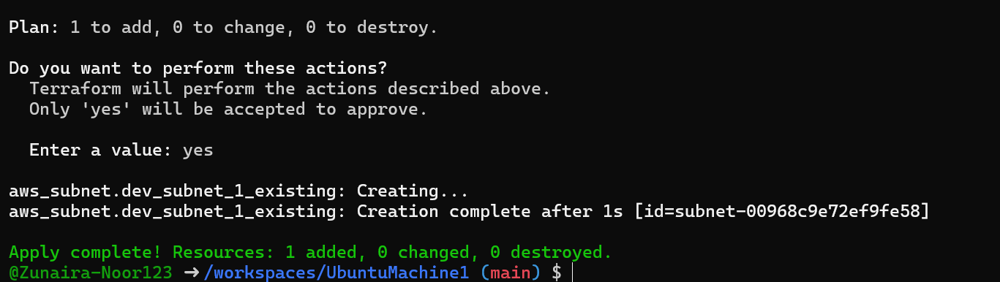 Plan: 1 to add, 0 to change, 0 to destroy.
Do you want to perform these actions?
Terraform will perform the actions described above.
Only 'yes' will be accepted to approve.
Enter a value: yes
aws_subnet.dev_subnet_1_existing: Creating...
aws_subnet.dev_subnet_1_existing: Creation complete after 1s [id=subnet-00968c9e72ef9fe58]
Apply complete! Resources: 1 added, 0 changed, 0 destroyed.
@Zunaira-Noor123 ➜ /workspaces/UbuntuMachine1 (main) $